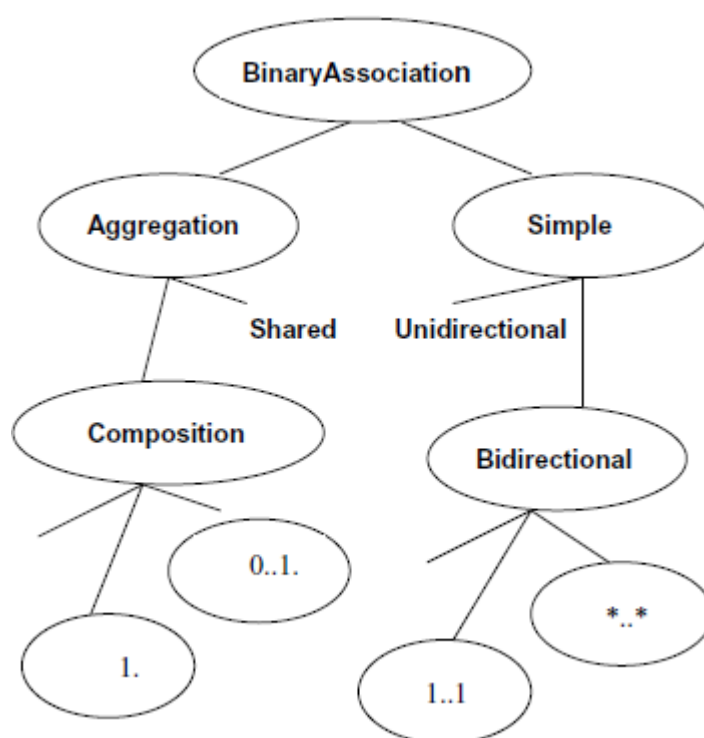 BinaryAssociation
Aggregation
Simple
Shared
Unidirectional
Composition
Bidirectional
0..1.
*..*
1.
1..1